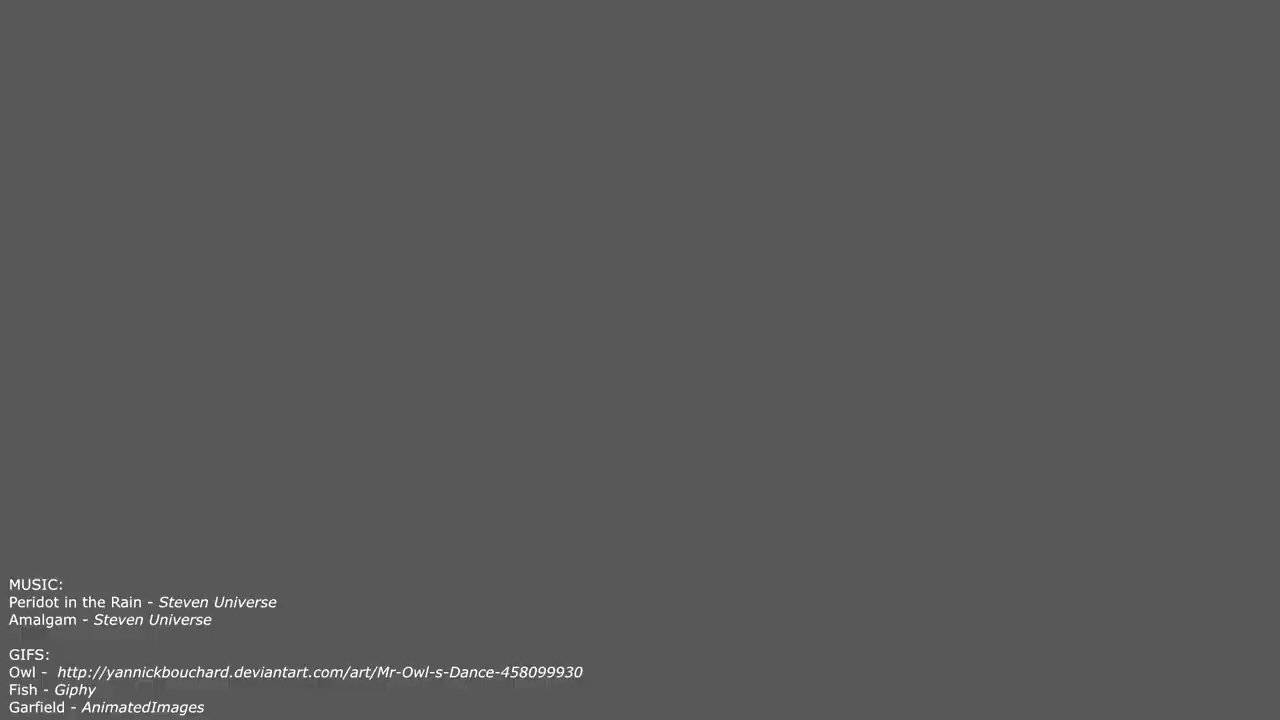 MUSIC:
Peridot in the Rain - Steven Universe
Amalgam - Steven Universe
GIFS:
Owl - http://yannickbouchard.deviantart.com/art/Mr-Owl-s-Dance-458099930
Fish - Giphy
Garfield - AnimatedImages